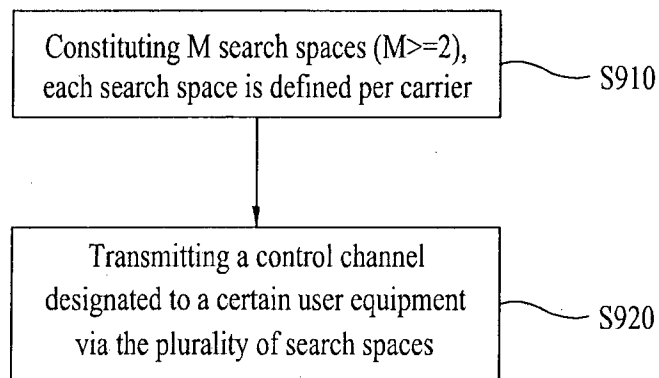 Constituting M search spaces (M>=2),
each search space is defined per carrier
S910
Transmitting a control channel
designated to a certain user equipment
via the plurality of search spaces
S920